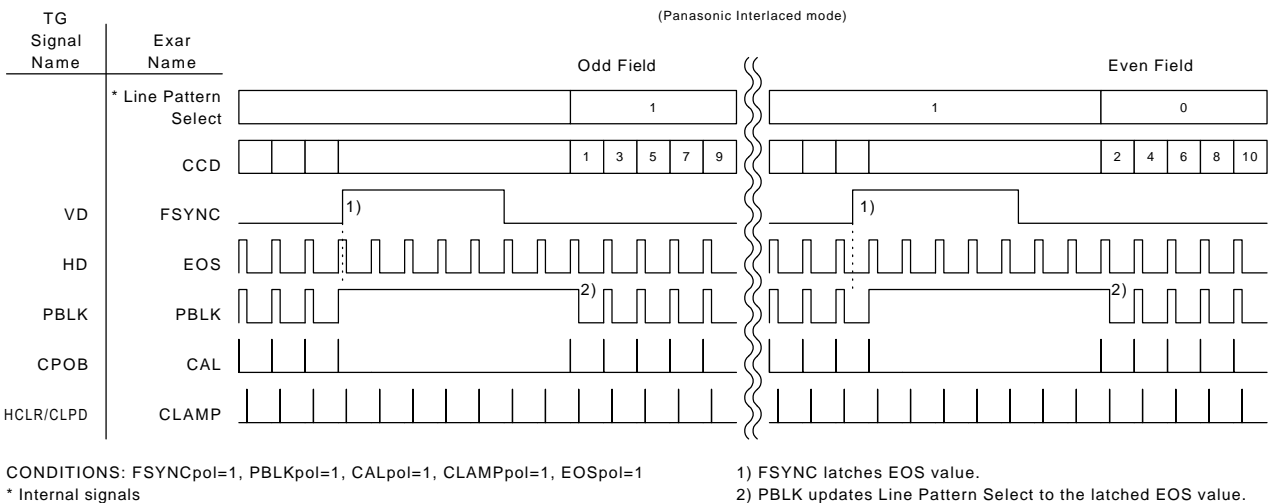 (Panasonic Interlaced mode)
TG
Signal
Name
Exar
Name
Odd Field
Even Field
* Line Pattern
Select
1
1
0
CCD
1 3 5 7 9
2 4 6 8 10
VD FSYNC 1) 1)
HD EOS
PBLK PBLK 2) 2)
CPOB CAL
HCLR/CLPD CLAMP
CONDITIONS: FSYNCpol=1, PBLKpol=1, CALpol=1, CLAMPpol=1, EOSpol=1
* Internal signals
1) FSYNC latches EOS value.
2) PBLK updates Line Pattern Select to the latched EOS value.